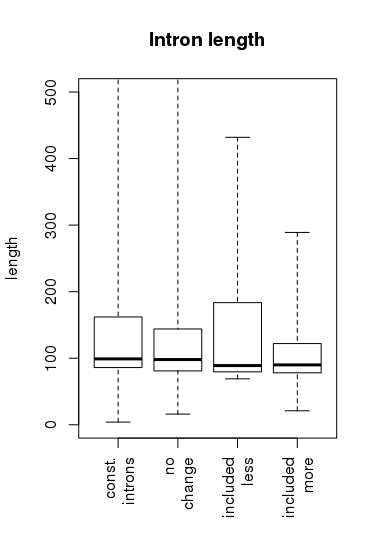 Intron length
length
500
400
300
200
100
0
const.
introns
no
change
included
less
included
more